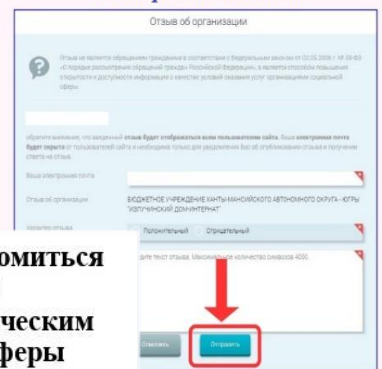 Отзыв об организации
Отзыв не является обращением гражданина в соответствии с Федеральным законом от 02.05.2006 г. № 59-ФЗ
«О порядке рассмотрения обращений граждан Российской Федерации», а является способом повышения
открытости и доступности информации о качестве условий оказания услуг организациями социальной
сферы.
обратите внимание, что введенный отзыв будет отображаться всем пользователям сайта. Ваша электронная почта
будет скрыта от пользователей сайта и необходима только для уведомления Вас об опубликовании отзыва и получении
ответа на отзыв.
Ваша электронная почта
Отзыв об организации
БЮДЖЕТНОЕ УЧРЕЖДЕНИЕ ХАНТЫ-МАНСИЙСКОГО АВТОНОМНОГО ОКРУГА - ЮГРЫ
"ИЗЛУЧИНСКИЙ ДОМ-ИНТЕРНАТ"
Характер отзыва
Положительный
Отрицательный
дите текст отзыва. Максимальное количество символов 4000.
омиться
ческим
феры
Отменить
Отправить